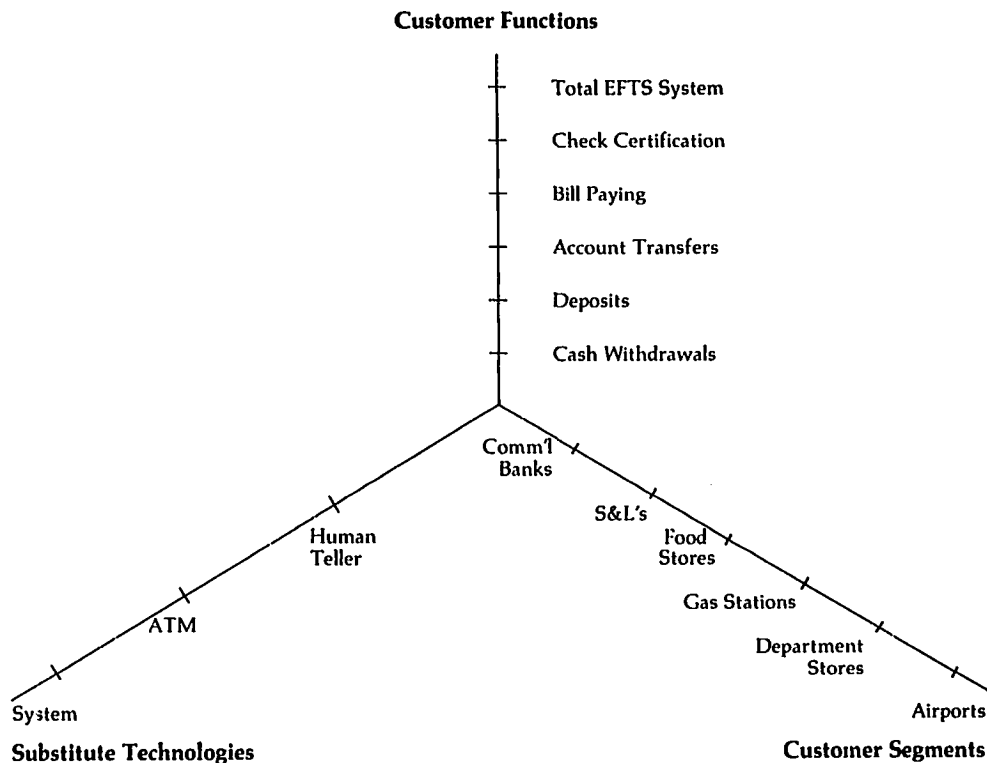 Customer Functions
Total EFTS System
Check Certification
Bill Paying
Account Transfers
Deposits
Cash Withdrawals
Comm'l
Banks
S&L's
Food
Stores
Gas Stations
Department
Stores
Airports
Customer Segments
Human
Teller
ATM
System
Substitute Technologies